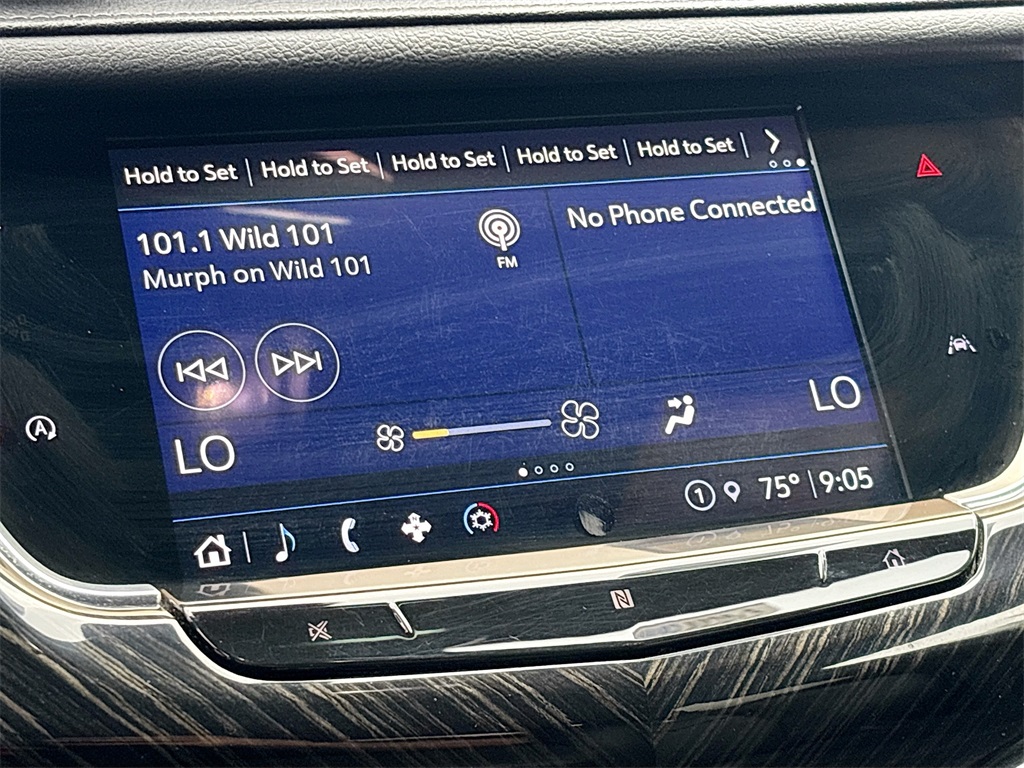 Hold to Set | Hold to Set | Hold to Set | Hold to Set | Hold to Set |
101.1 Wild 101
Murph on Wild 101
FM
No Phone Connected
LO
LO
A
1 75° | 9:05
N